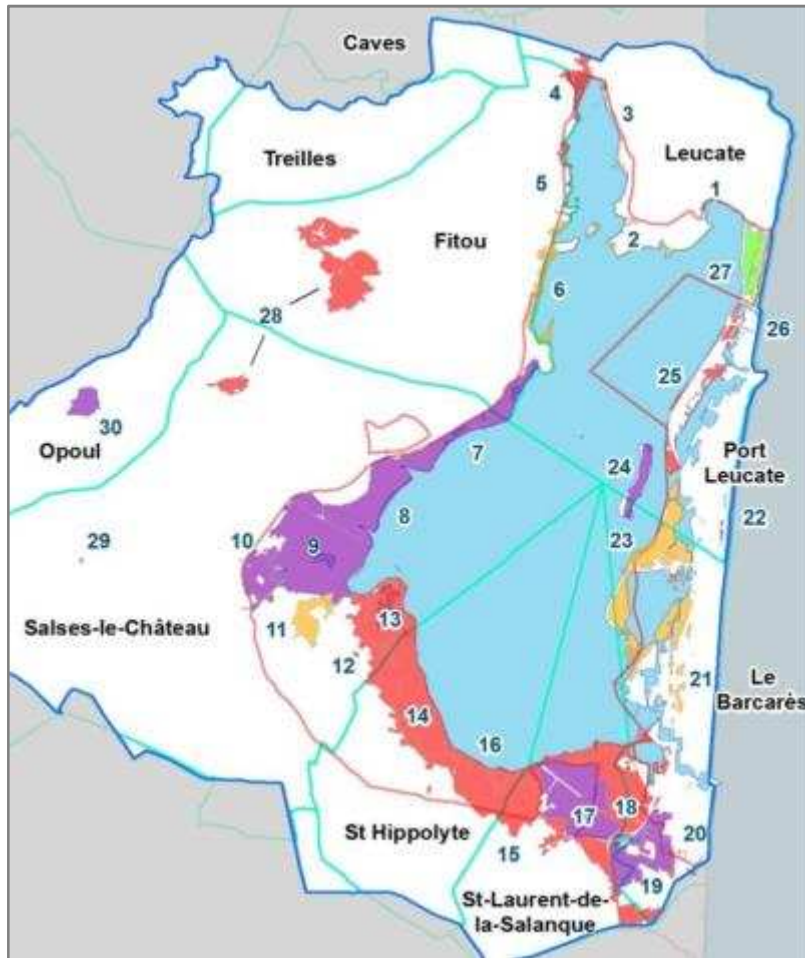 Caves
4
3
Treilles
Leucate
5
1
Fitou
2
27
6
28
26
25
30
Opoul
7
24
Port
Leucate
8
22
29
10
9
23
13
11
Salses-le-Château
12
21
Le
Barcarès
14
16
17
18
St Hippolyte
20
15
19
St-Laurent-de-
la-Salanque